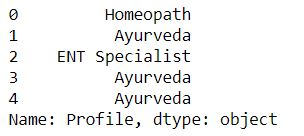 0 Homeopath
1 Ayurveda
2 ENT Specialist
3 Ayurveda
4 Ayurveda
Name: Profile, dtype: object